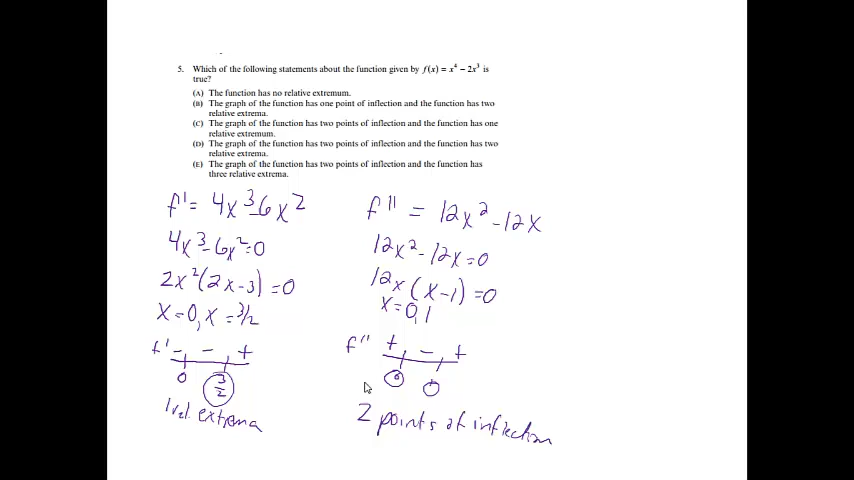 5. Which of the following statements about the function given by f(x) = x⁴ − 2x³ is
true?
(A) The function has no relative extremum.
(B) The graph of the function has one point of inflection and the function has two
relative extrema.
(C) The graph of the function has two points of inflection and the function has one
relative extremum.
(D) The graph of the function has two points of inflection and the function has two
relative extrema.
(E) The graph of the function has two points of inflection and the function has
three relative extrema.
f' = 4x³-6x²
4x³-6x²=0
2x²(2x-3)=0
x=0, x=3/2
f' - - +
0 3/2
1 rel. extrema
f'' = 12x²-12x
12x²-12x=0
12x(x-1)=0
x=0,1
f'' + - +
0
2 points of inflection